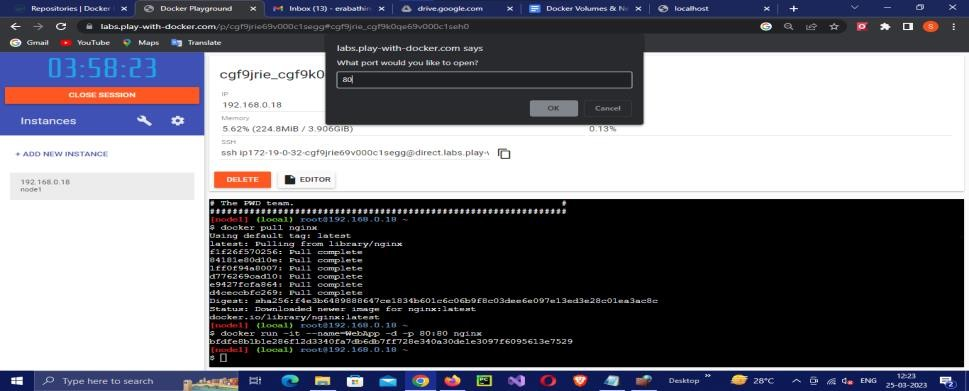 Repositories | Docker
Docker Playground
Inbox (13) - erabathin
drive.google.com
Docker Volumes & Ne
localhost
labs.play-with-docker.com/p/cgf9jrie69v000c1segg#cgf9jrie_cgf9k0qe69v000c1seh0
Gmail
YouTube
Maps
Translate
labs.play-with-docker.com says
What port would you like to open?
80
OK
Cancel
03:58:23
CLOSE SESSION
Instances
+ ADD NEW INSTANCE
192.168.0.18
node1
cgf9jrie_cgf9k0
IP
192.168.0.18
Memory
5.62% (224.8MiB / 3.906GiB)
0.13%
SSH
ssh ip172-19-0-32-cgf9jrie69v000c1segg@direct.labs.play-
DELETE
EDITOR
# The PWD team. #
[node1] (local) root@192.168.0.18 ~
$ docker pull nginx
Using default tag: latest
latest: Pulling from library/nginx
f1f26f570256: Pull complete
84181e80d10e: Pull complete
1ff0f94a8007: Pull complete
d776269cad10: Pull complete
e9427fcfa864: Pull complete
d4ceccbfc269: Pull complete
Digest: sha256:f4e3b6489888647ce1834b601c6c06b9f8c03dee6e097e13ed3e28c01ea3ac8c
Status: Downloaded newer image for nginx:latest
docker.io/library/nginx:latest
[node1] (local) root@192.168.0.18 ~
$ docker run -it --name=WebApp -d -p 80:80 nginx
bfdfe8b1b1e286f12d3340fa7db6db7ff728e340a30de1e3097f6095613e7529
[node1] (local) root@192.168.0.18 ~
$
Type here to search
Desktop
28°C
ENG
12:23
25-03-2023